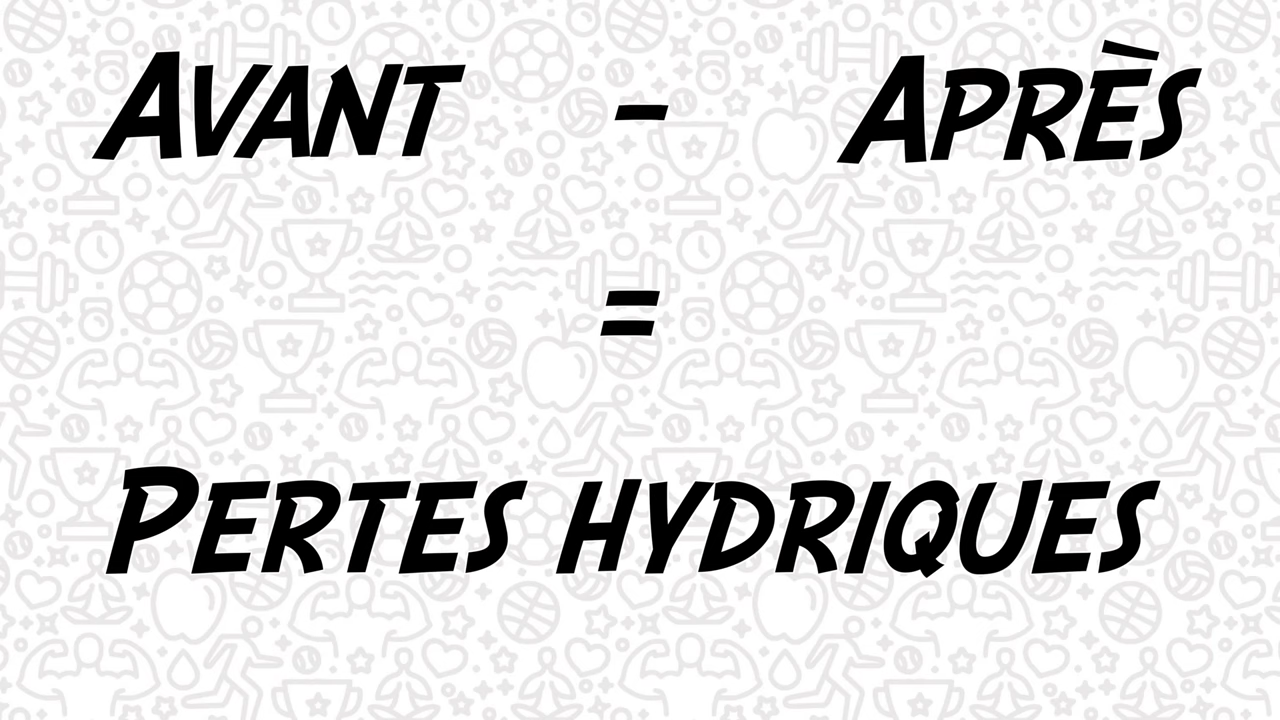 Avant - Après
=
Pertes hydriques